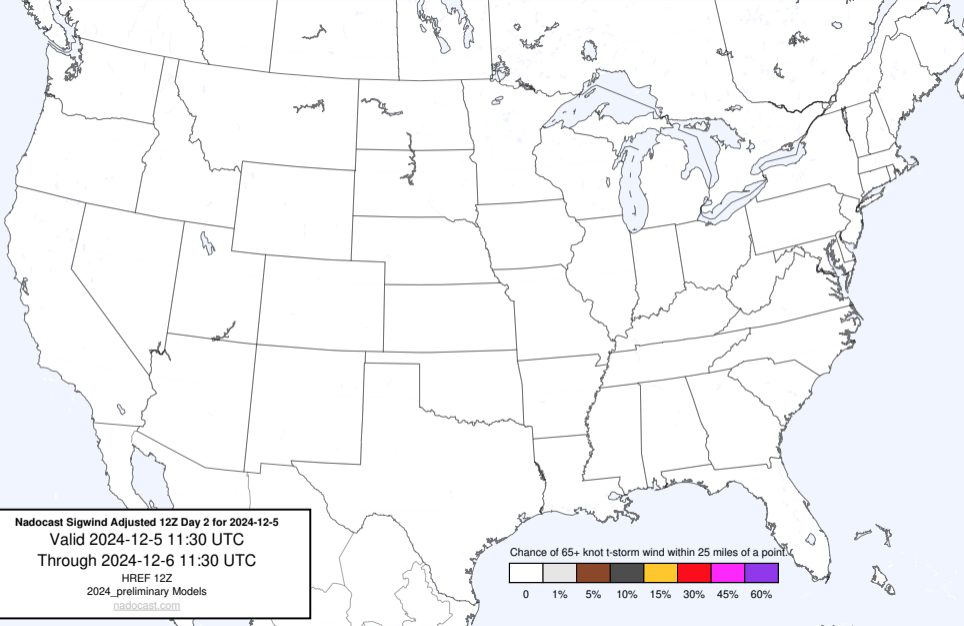 Nadocast Sigwind Adjusted 12Z Day 2 for 2024-12-5
Valid 2024-12-5 11:30 UTC
Through 2024-12-6 11:30 UTC
HREF 12Z
2024_preliminary Models
nadocast.com
Chance of 65+ knot t-storm wind within 25 miles of a point.
0 1% 5% 10% 15% 30% 45% 60%